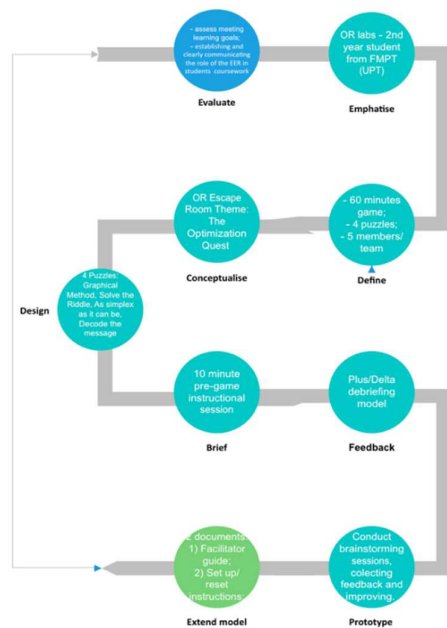 - assess meeting
learning goals;
- establishing and
clearly communicating
the role of the EER in
students coursework
Evaluate
OR labs - 2nd
year student
from FMPT
(UPT)
Emphatise
OR Escape
Room Theme:
The
Optimization
Quest
Conceptualise
- 60 minutes
game;
- 4 puzzles;
- 5 members/
team
Define
Design
4 Puzzles:
Graphical
Method, Solve the
Riddle, As simplex
as it can be,
Decode the
message
10 minute
pre-game
instructional
session
Brief
Plus/Delta
debriefing
model
Feedback
2 documents:
1) Facilitator
guide;
2) Set up/
reset
instructions;
Extend model
Conduct
brainstorming
sessions,
colecting
feedback and
improving.
Prototype